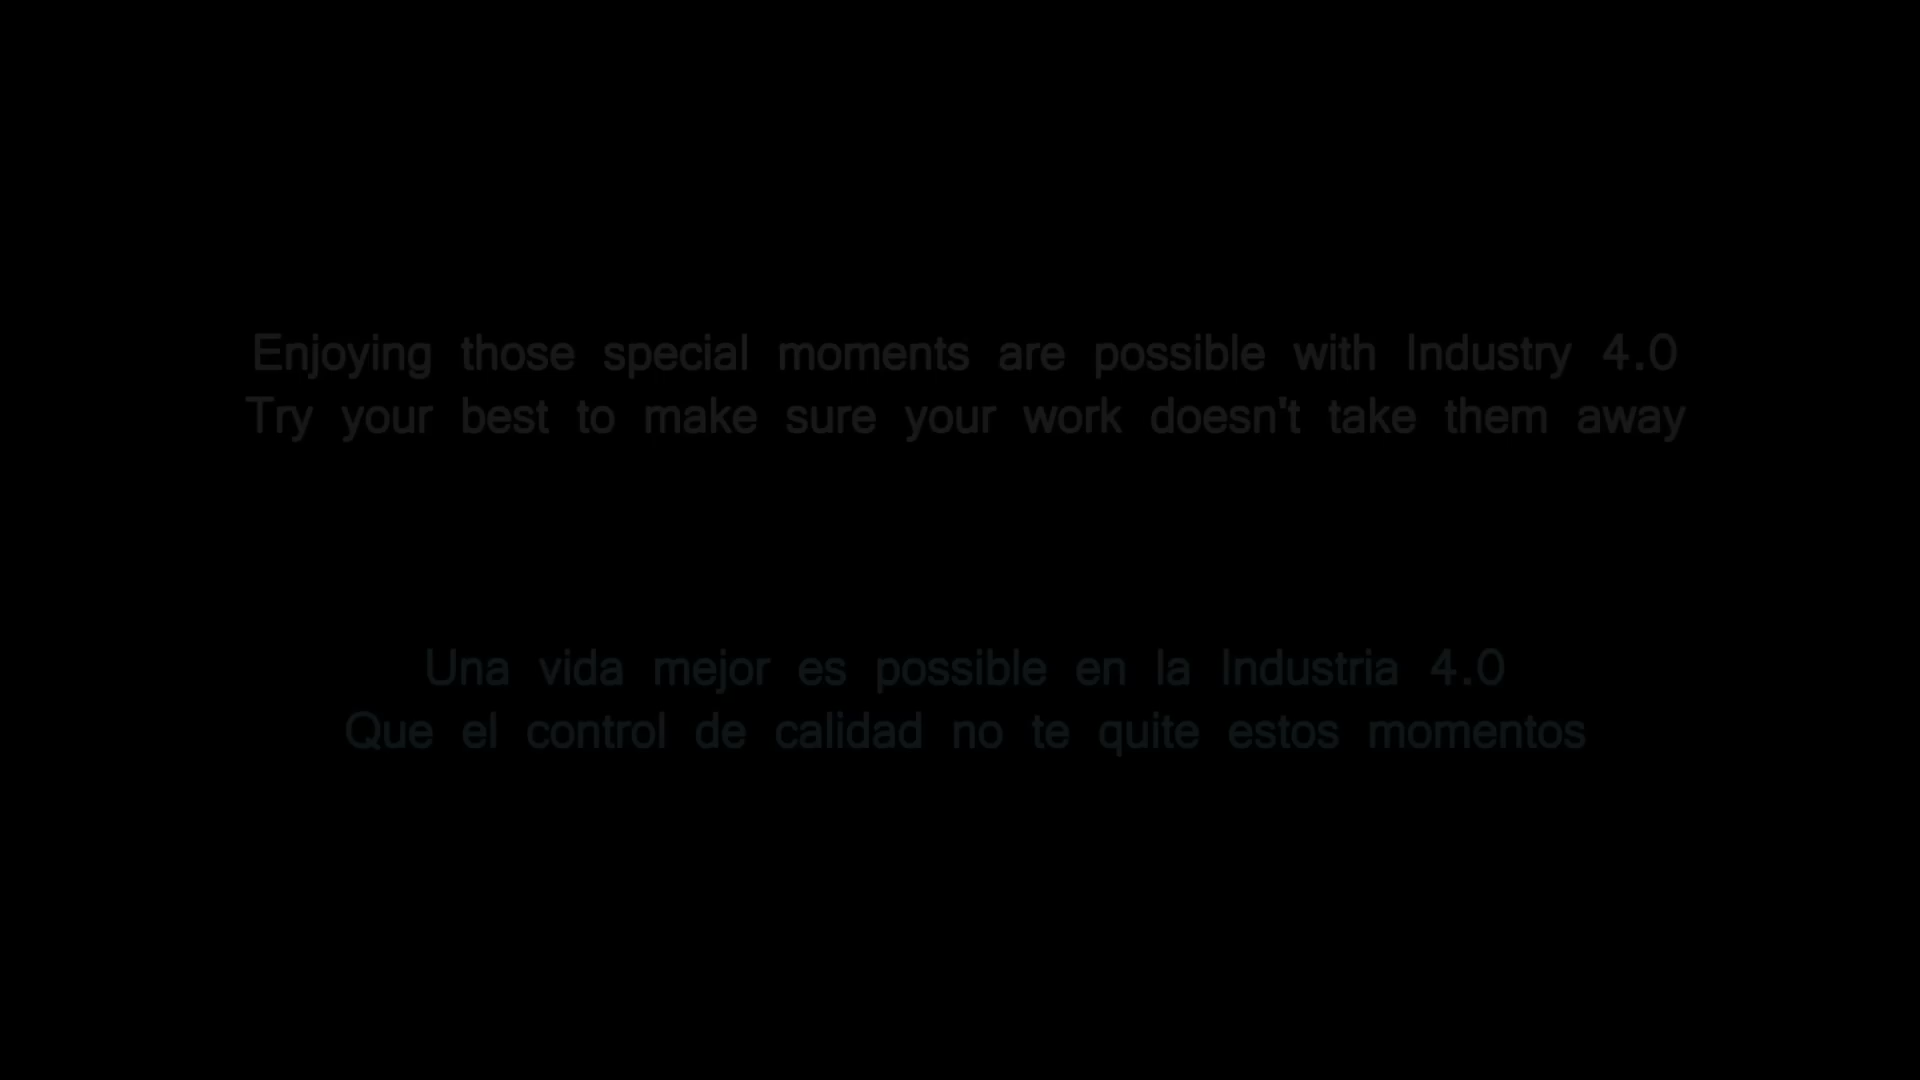 Enjoying those special moments are possible with Industry 4.0
Try your best to make sure your work doesn't take them away
Una vida mejor es possible en la Industria 4.0
Que el control de calidad no te quite estos momentos